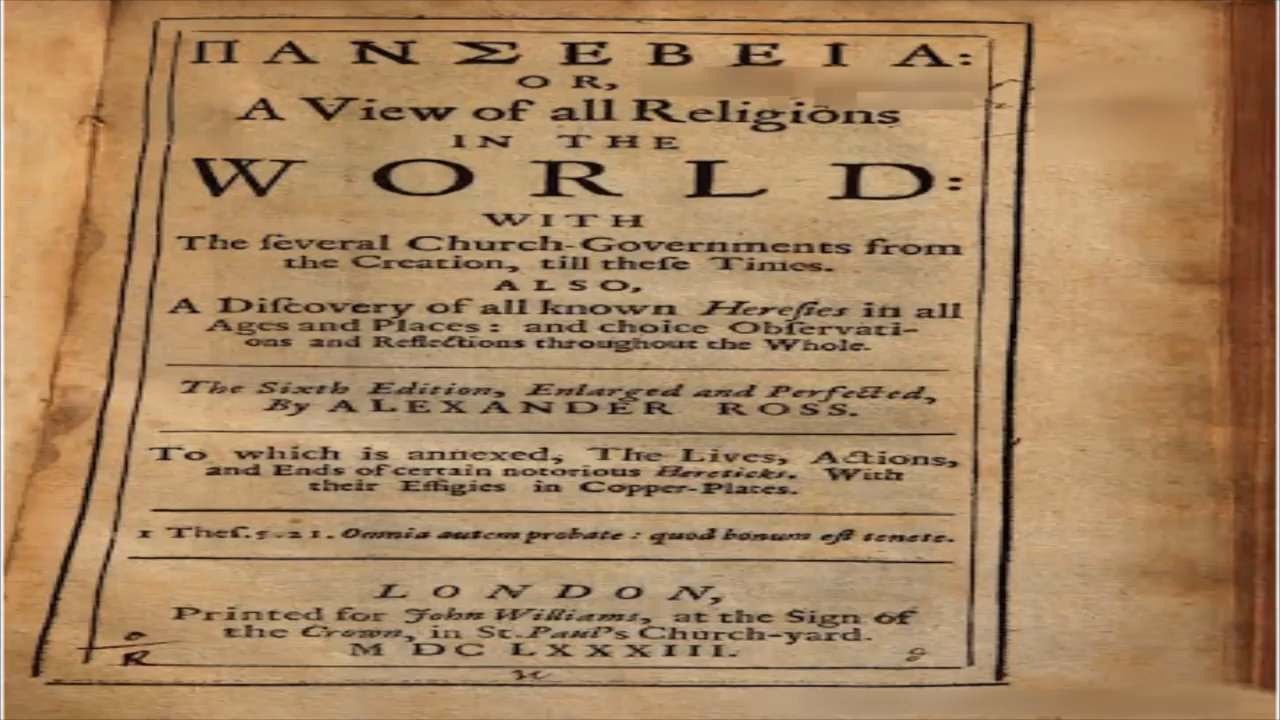 ΠΑΝΣΕΒΕΙΑ:
OR,
A View of all Religions
IN THE
WORLD:
WITH
The ſeveral Church-Governments from
the Creation, till theſe Times.
ALSO,
A Diſcovery of all known Hereſies in all
Ages and Places: and choice Obſervati-
ons and Reflections throughout the Whole.
The Sixth Edition, Enlarged and Perfected,
By ALEXANDER ROSS.
To which is annexed, The Lives, Actions,
and Ends of certain notorious Hereticks. With
their Effigies in Copper-Plates.
1 Theſ. 5. 21. Omnia autem probate: quod bonum eſt tenete.
LONDON,
Printed for John Williams, at the Sign of
the Crown, in St. Paul's Church-yard.
M DC LXXXIII.